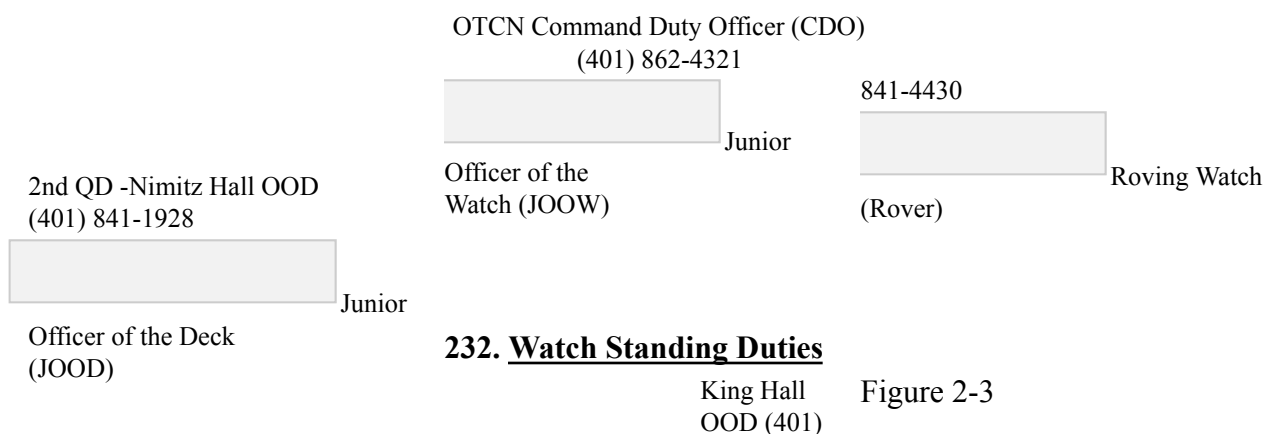 OTCN Command Duty Officer (CDO)
(401) 862-4321
841-4430
Junior
Officer of the
Watch (JOOW)
Roving Watch
(Rover)
2nd QD -Nimitz Hall OOD
(401) 841-1928
Junior
Officer of the Deck
(JOOD)
232. Watch Standing Duties
King Hall
OOD (401)
Figure 2-3